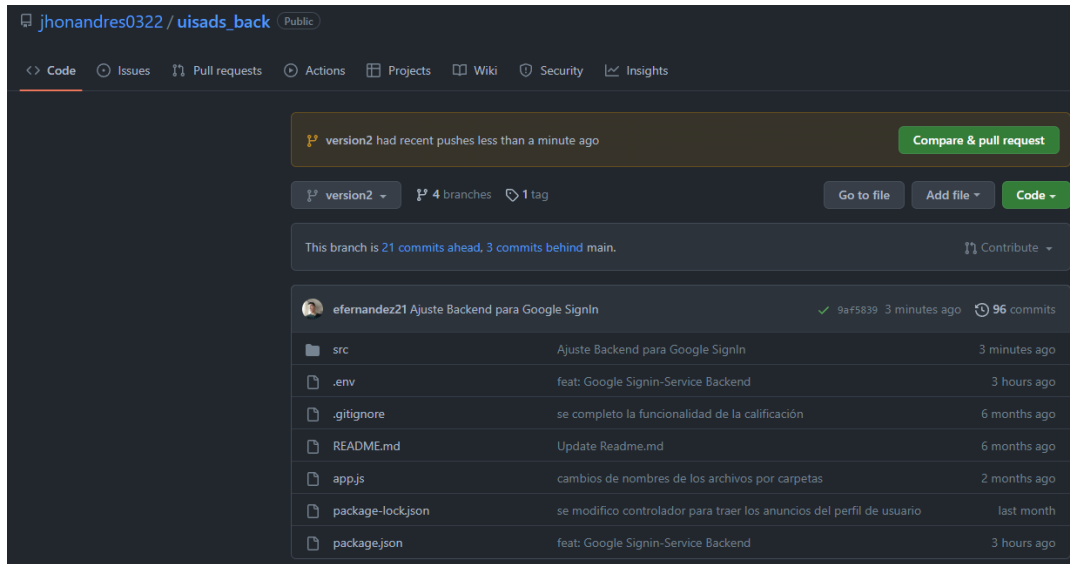 jhonandres0322 / uisads_back Public
Code Issues Pull requests Actions Projects Wiki Security Insights
version2 had recent pushes less than a minute ago Compare & pull request
version2 4 branches 1 tag Go to file Add file Code
This branch is 21 commits ahead, 3 commits behind main. Contribute
efernandez21 Ajuste Backend para Google SignIn 9af5839 3 minutes ago 96 commits
src Ajuste Backend para Google SignIn 3 minutes ago
.env feat: Google Signin-Service Backend 3 hours ago
.gitignore se completo la funcionalidad de la calificación 6 months ago
README.md Update Readme.md 6 months ago
app.js cambios de nombres de los archivos por carpetas 2 months ago
package-lock.json se modifico controlador para traer los anuncios del perfil de usuario last month
package.json feat: Google Signin-Service Backend 3 hours ago